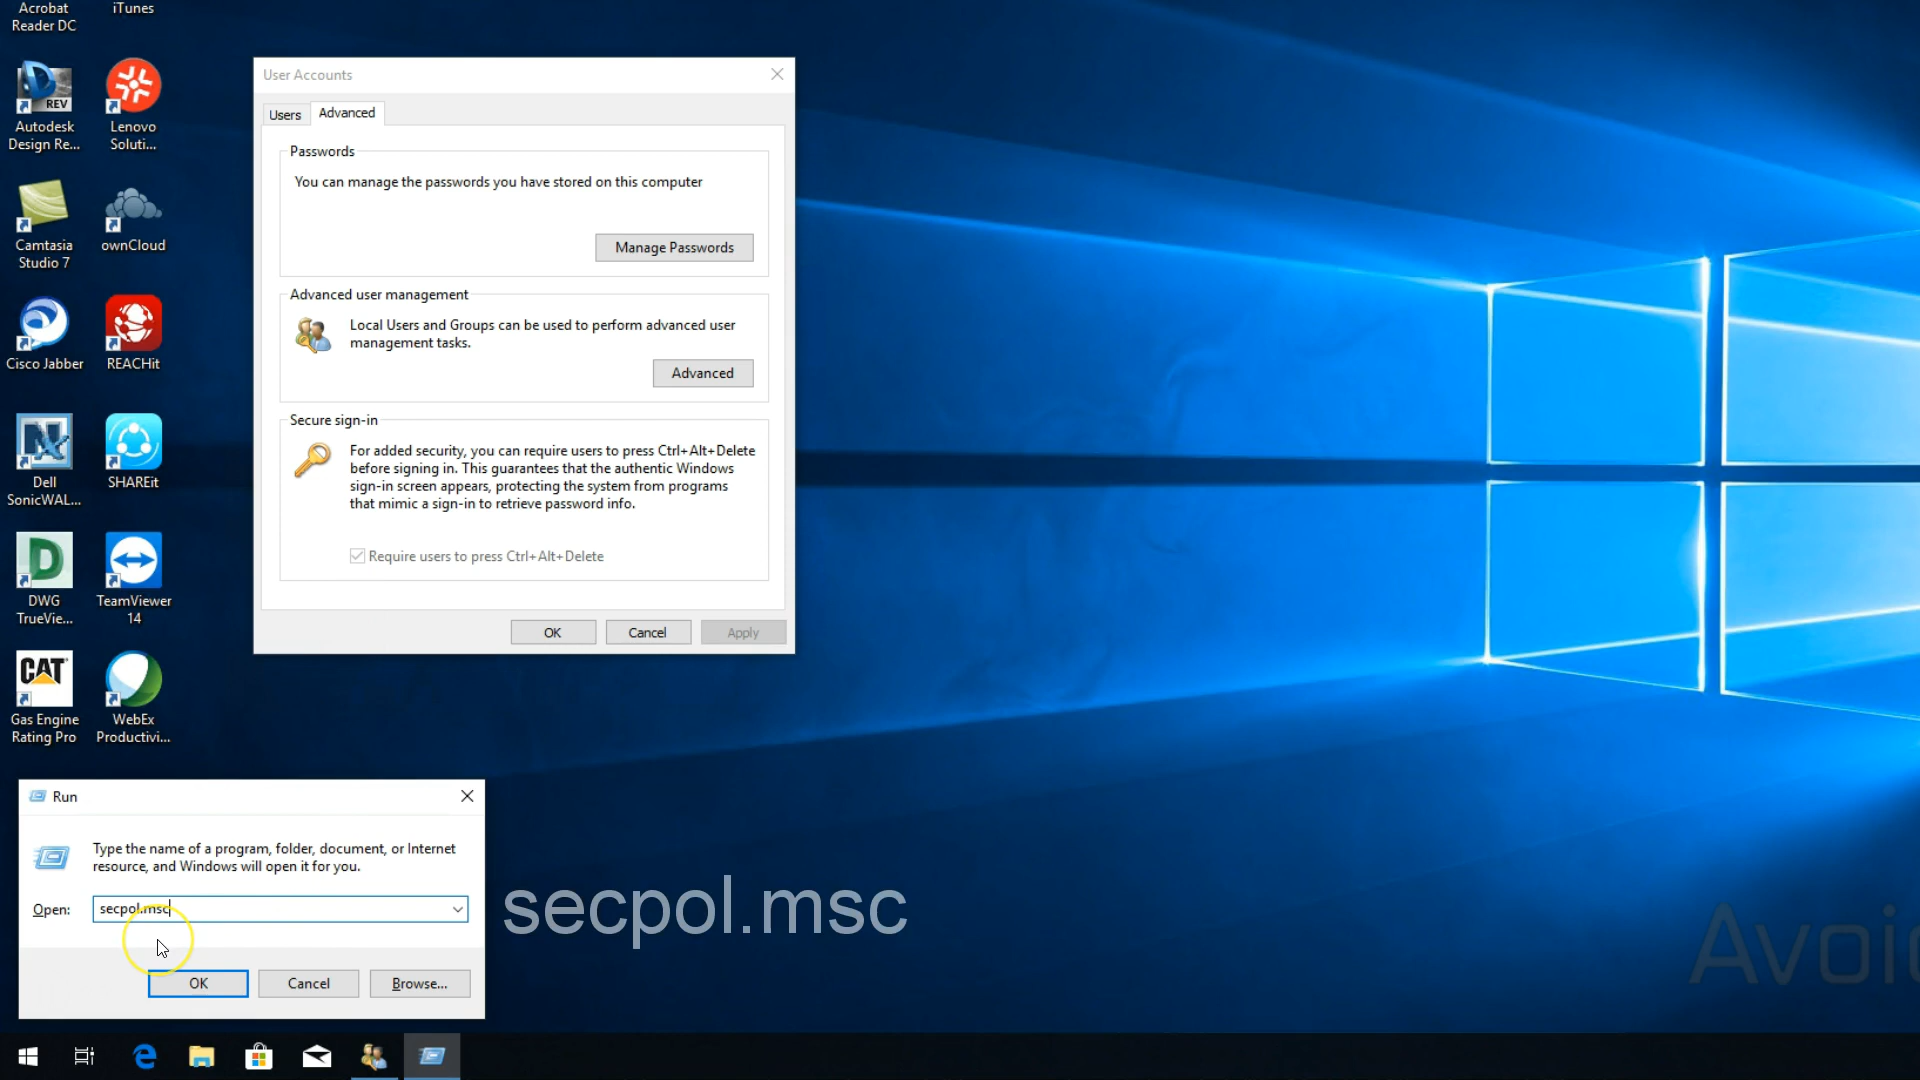 Acrobat
Reader DC
iTunes
REV
Autodesk
Design Re...
Lenovo
Soluti...
Camtasia
Studio 7
ownCloud
Cisco Jabber
REACHit
Dell
SonicWAL...
SHAREit
DWG
TrueVie...
TeamViewer
14
CAT
Gas Engine
Rating Pro
WebEx
Productivi...
User Accounts
Users
Advanced
Passwords
You can manage the passwords you have stored on this computer
Manage Passwords
Advanced user management
Local Users and Groups can be used to perform advanced user
management tasks.
Advanced
Secure sign-in
For added security, you can require users to press Ctrl+Alt+Delete
before signing in. This guarantees that the authentic Windows
sign-in screen appears, protecting the system from programs
that mimic a sign-in to retrieve password info.
Require users to press Ctrl+Alt+Delete
OK
Cancel
Apply
Run
Type the name of a program, folder, document, or Internet
resource, and Windows will open it for you.
Open:
secpol.msc
OK
Cancel
Browse...
secpol.msc